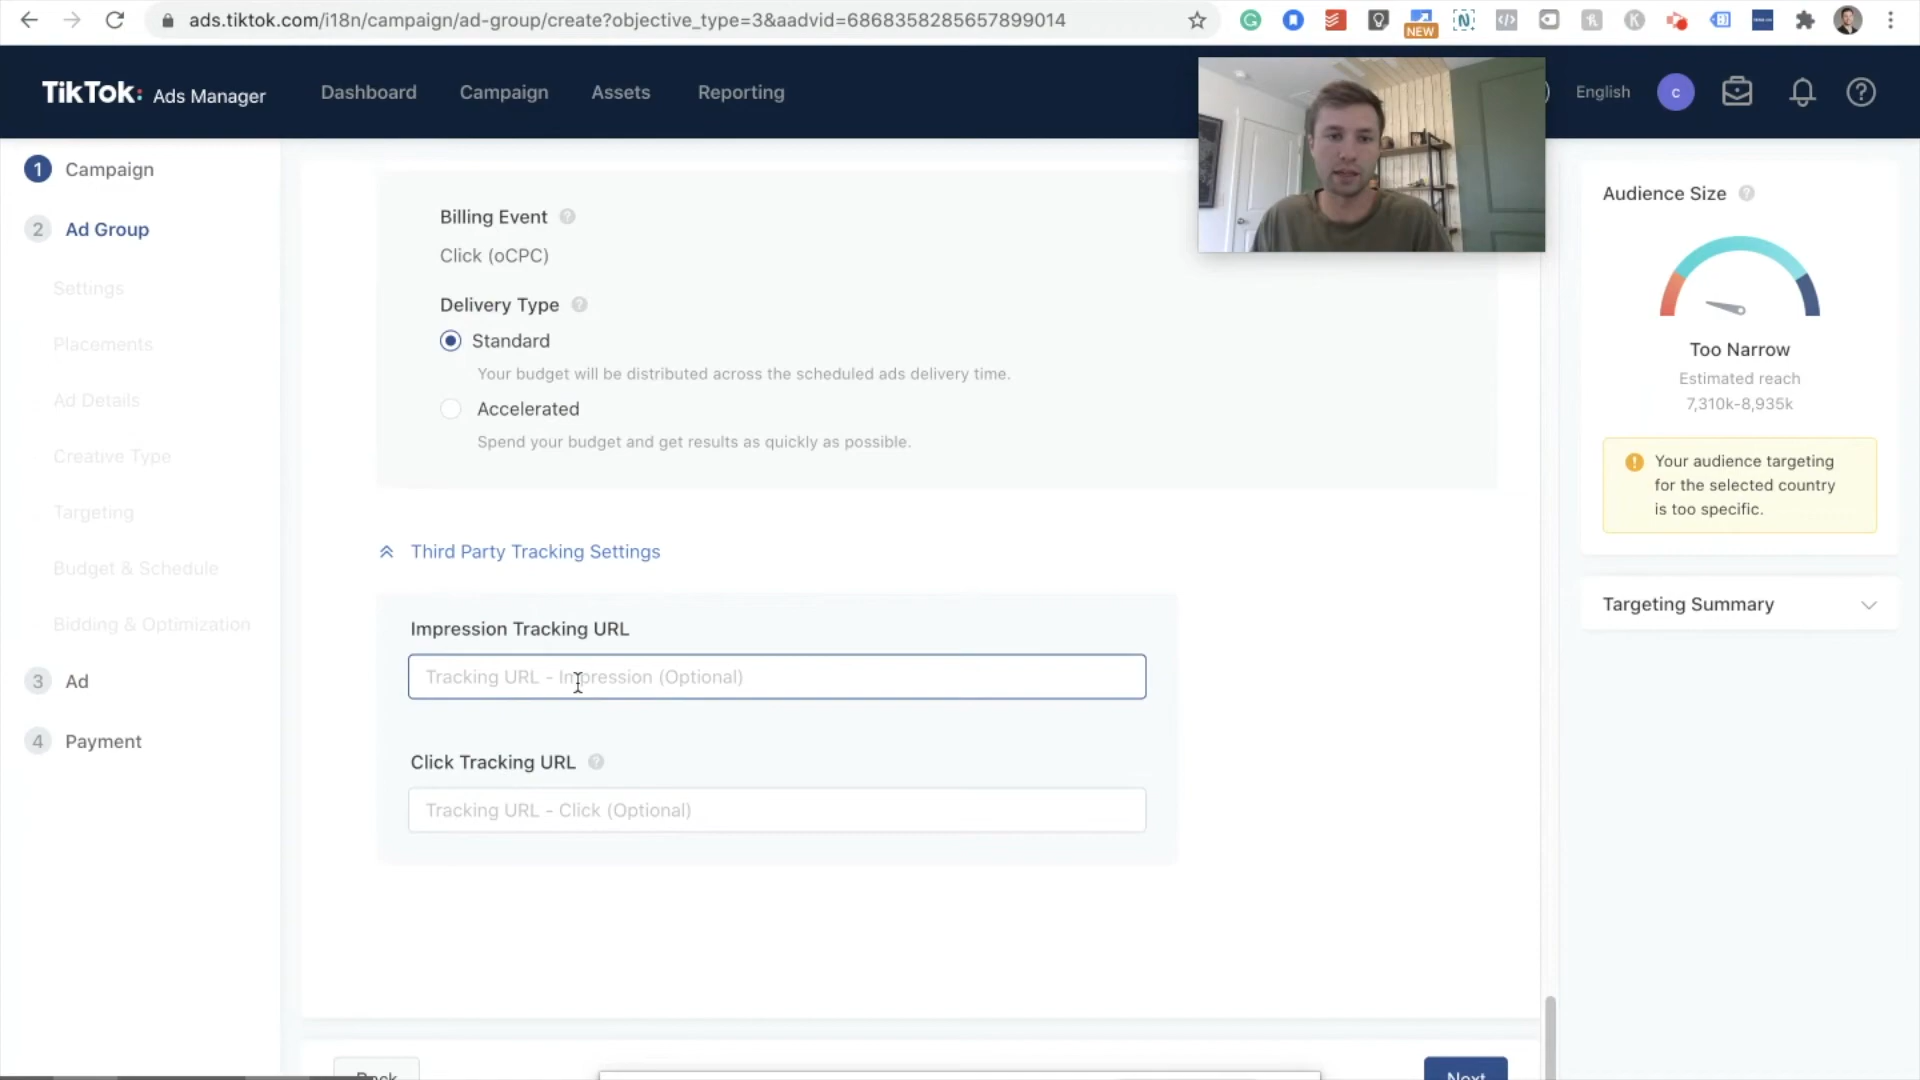 ads.tiktok.com/i18n/campaign/ad-group/create?objective_type=3&aadvid=6868358285657899014
NEW
TikTok: Ads Manager
Dashboard
Campaign
Assets
Reporting
English
c
1 Campaign
2 Ad Group
Settings
Placements
Ad Details
Creative Type
Targeting
Budget & Schedule
Bidding & Optimization
3 Ad
4 Payment
Billing Event
Click (oCPC)
Delivery Type
Standard
Your budget will be distributed across the scheduled ads delivery time.
Accelerated
Spend your budget and get results as quickly as possible.
Third Party Tracking Settings
Impression Tracking URL
Tracking URL - Impression (Optional)
Click Tracking URL
Tracking URL - Click (Optional)
Back
Next
Audience Size
Too Narrow
Estimated reach
7,310k-8,935k
Your audience targeting
for the selected country
is too specific.
Targeting Summary